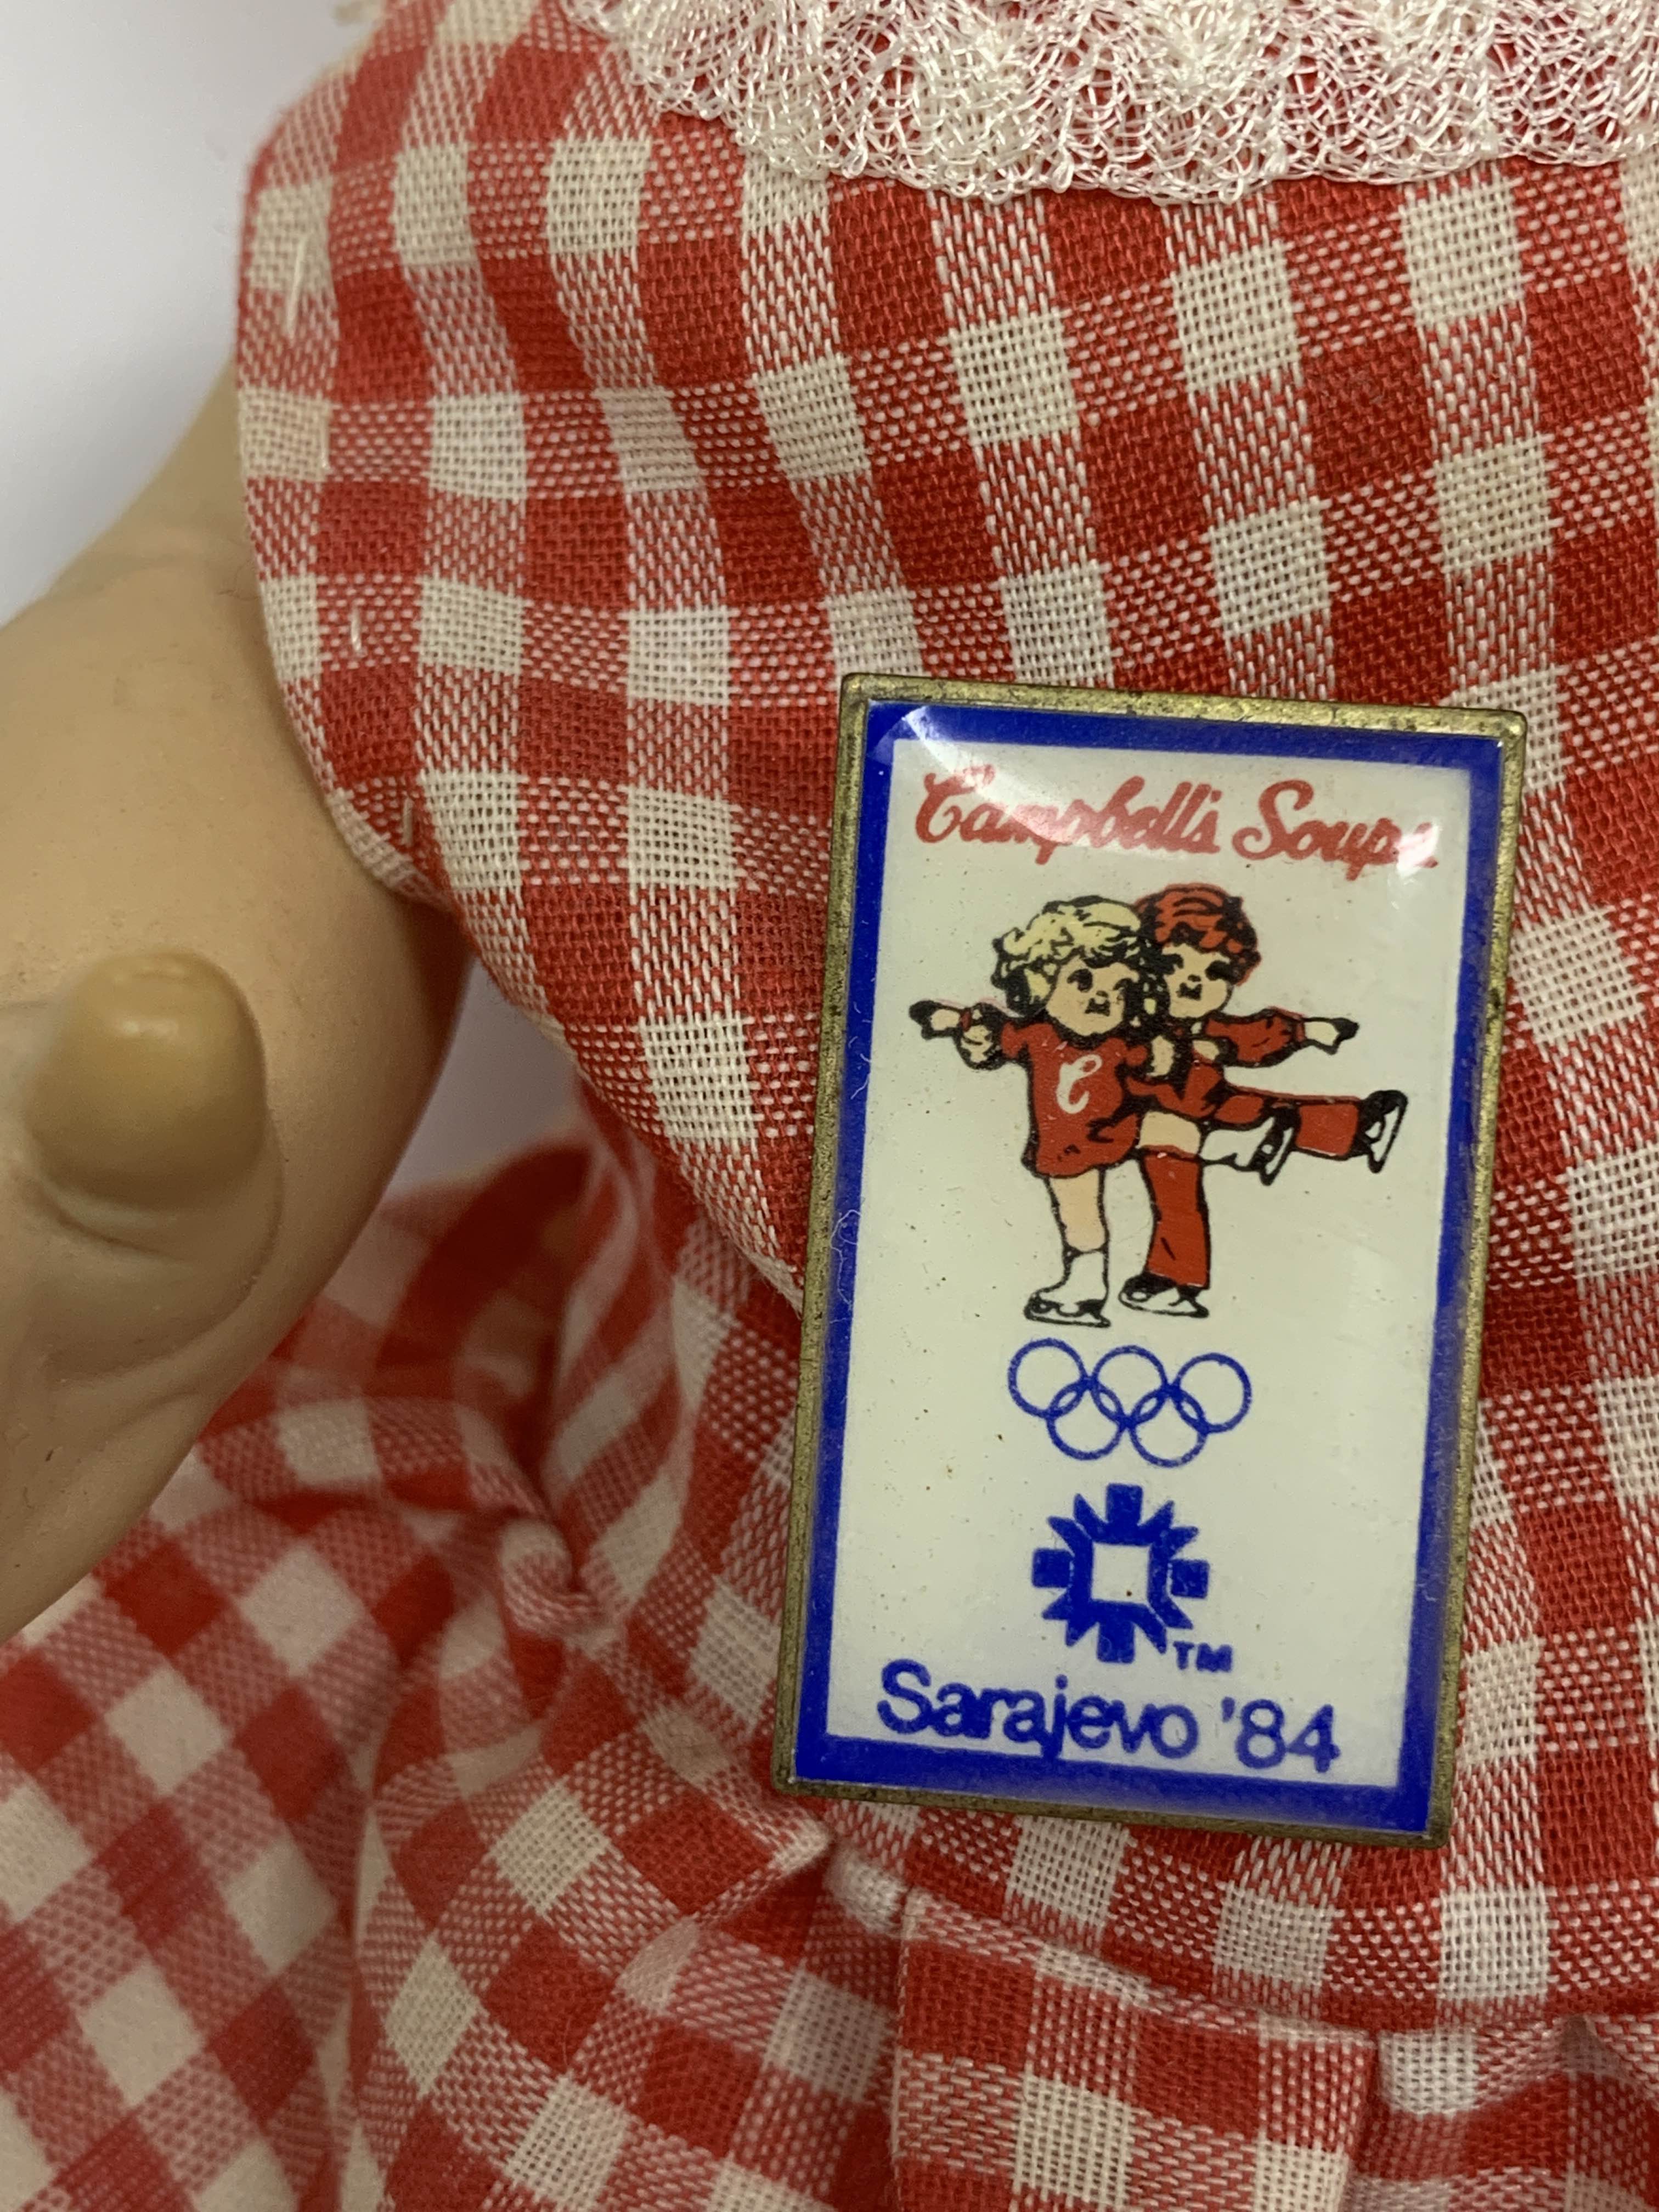 Campbell's Soups
C
TM
Sarajevo '84